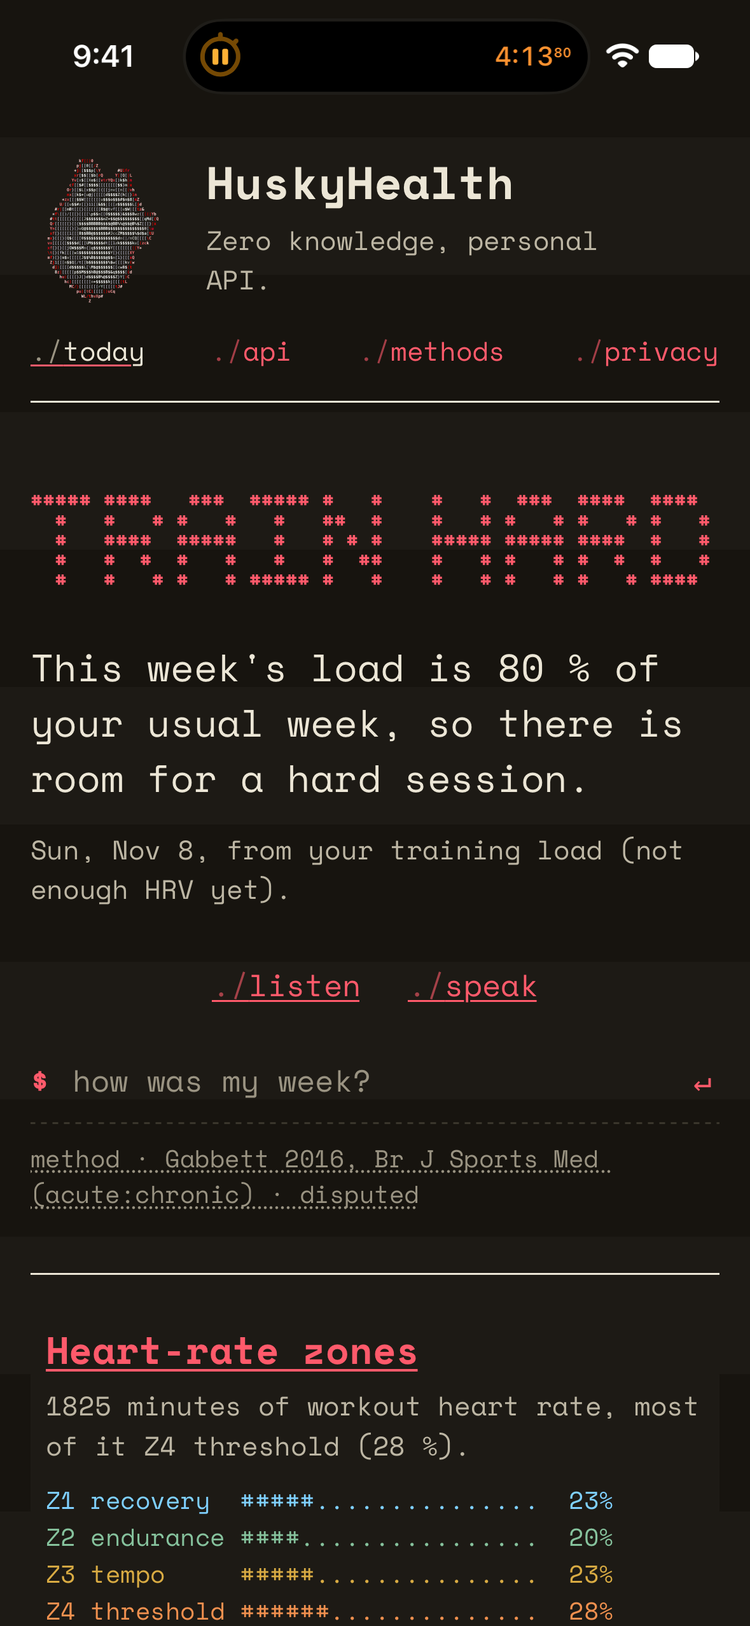 9:41
4:1380
HuskyHealth
Zero knowledge, personal
API.
./today ./api ./methods ./privacy
TRAIN HARD
This week's load is 80 % of
your usual week, so there is
room for a hard session.
Sun, Nov 8, from your training load (not
enough HRV yet).
./listen ./speak
$ how was my week? ↵
method · Gabbett 2016, Br J Sports Med
(acute:chronic) · disputed
Heart-rate zones
1825 minutes of workout heart rate, most
of it Z4 threshold (28 %).
Z1 recovery #####............... 23%
Z2 endurance ####................ 20%
Z3 tempo #####............... 23%
Z4 threshold ######.............. 28%